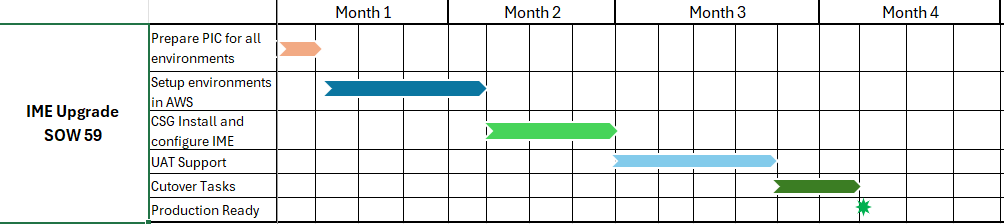 Month 1 Month 2 Month 3 Month 4
Prepare PIC for all
environments
Setup environments
in AWS
IME Upgrade
SOW 59
CSG Install and
configure IME
UAT Support
Cutover Tasks
Production Ready